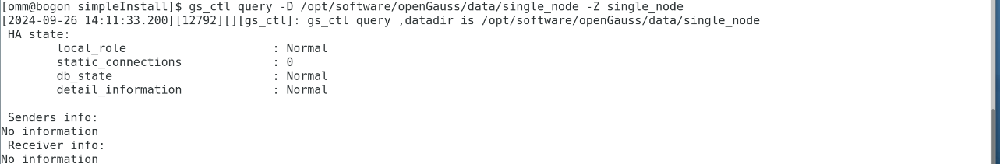 [omm@bogon simpleInstall]$ gs_ctl query -D /opt/software/openGauss/data/single_node -Z single_node
[2024-09-26 14:11:33.200][12792][][gs_ctl]: gs_ctl query ,datadir is /opt/software/openGauss/data/single_node
 HA state:
        local_role                      : Normal
        static_connections              : 0
        db_state                        : Normal
        detail_information              : Normal

 Senders info:
No information
 Receiver info:
No information